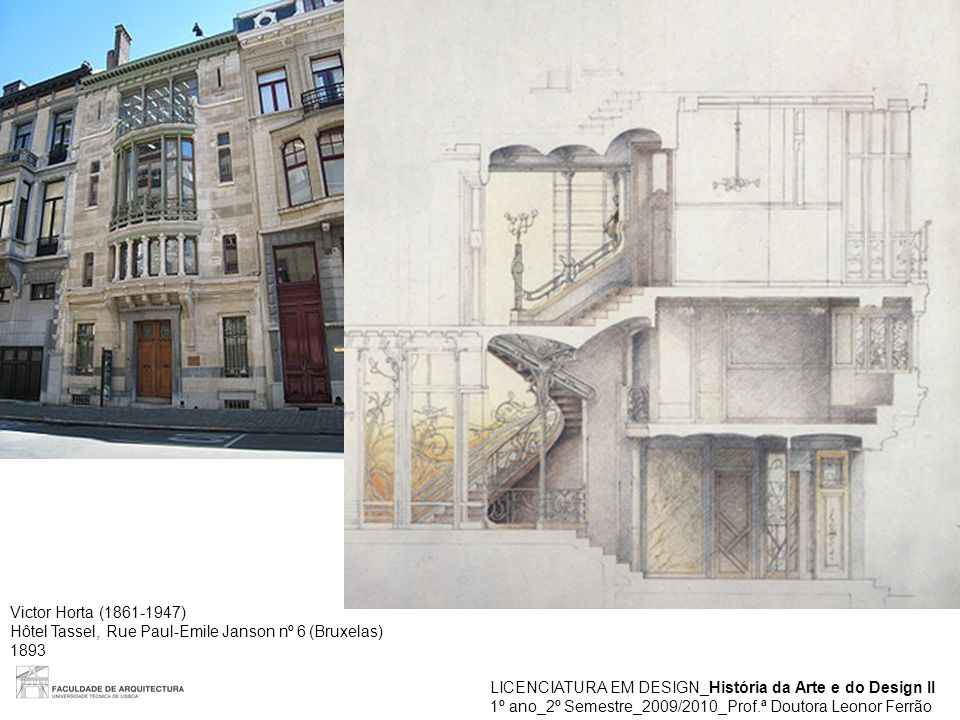 Victor Horta (1861-1947)
Hôtel Tassel, Rue Paul-Emile Janson nº 6 (Bruxelas)
1893
FACULDADE DE ARQUITECTURA
UNIVERSIDADE TÉCNICA DE LISBOA
LICENCIATURA EM DESIGN_História da Arte e do Design II
1º ano_2º Semestre_2009/2010_Prof.ª Doutora Leonor Ferrão